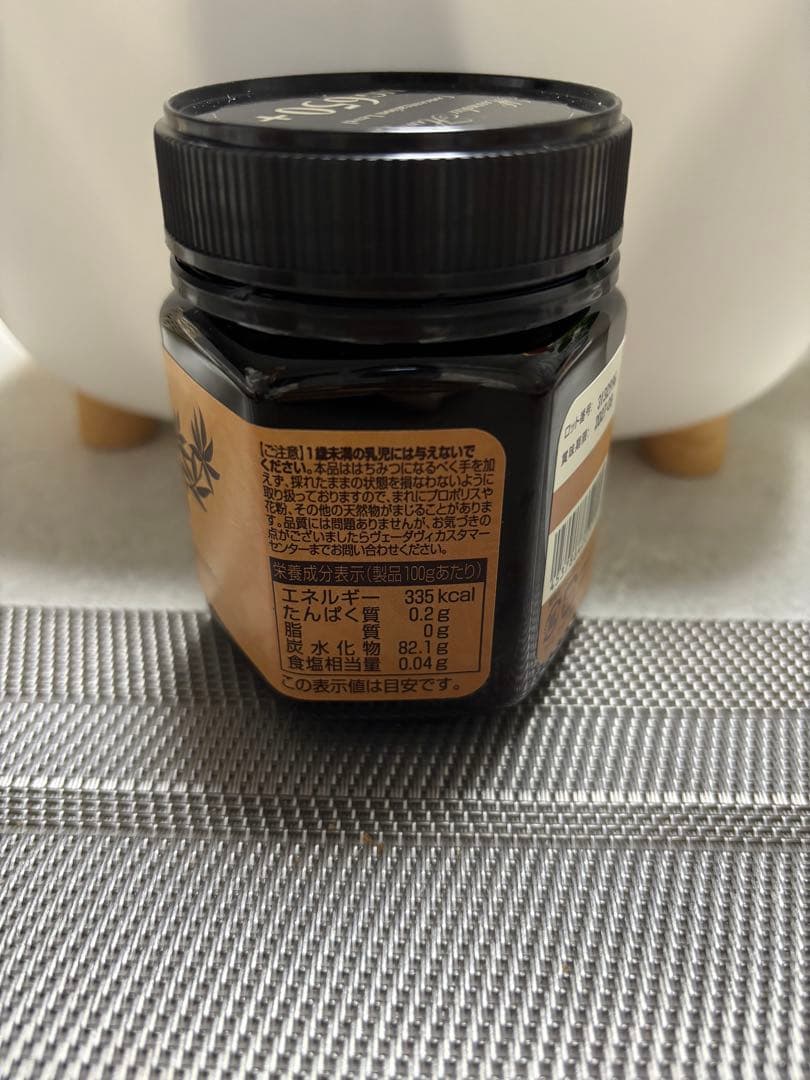 650+
【ご注意】1歳未満の乳児には与えないで
ください。本品ははちみつになるべく手を加
えず、採れたままの状態を損なわないように
取り扱っておりますので、まれにプロポリスや
花粉、その他の天然物がまじることがありま
す。品質には問題ありませんが、お気づきの
点がございましたらヴェーダヴィカスタマー
センターまでお問い合わせください。
栄養成分表示(製品100gあたり)
エネルギー 335kcal
たんぱく質 0.2g
脂質 0g
炭水化物 82.1g
食塩相当量 0.04g
この表示値は目安です。
ロット番号:
賞味期限: